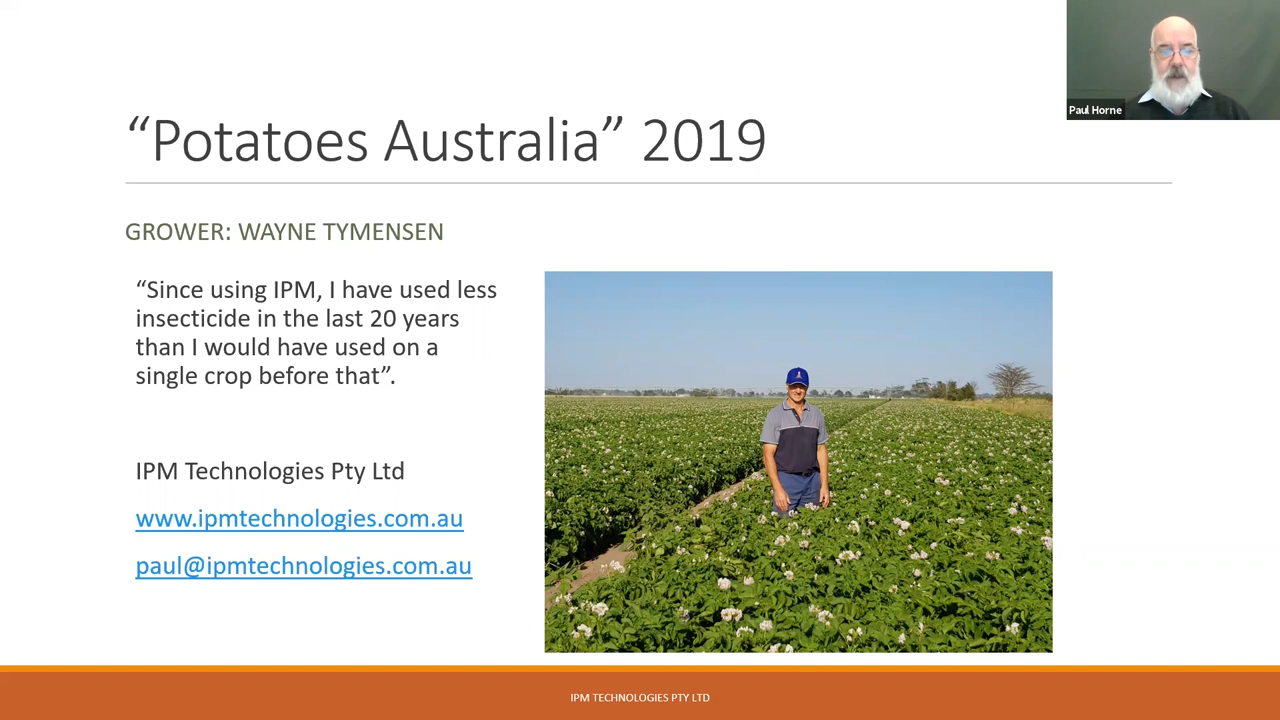 Paul Horne
“Potatoes Australia” 2019
GROWER: WAYNE TYMENSEN
“Since using IPM, I have used less
insecticide in the last 20 years
than I would have used on a
single crop before that”.
IPM Technologies Pty Ltd
www.ipmtechnologies.com.au
paul@ipmtechnologies.com.au
IPM TECHNOLOGIES PTY LTD